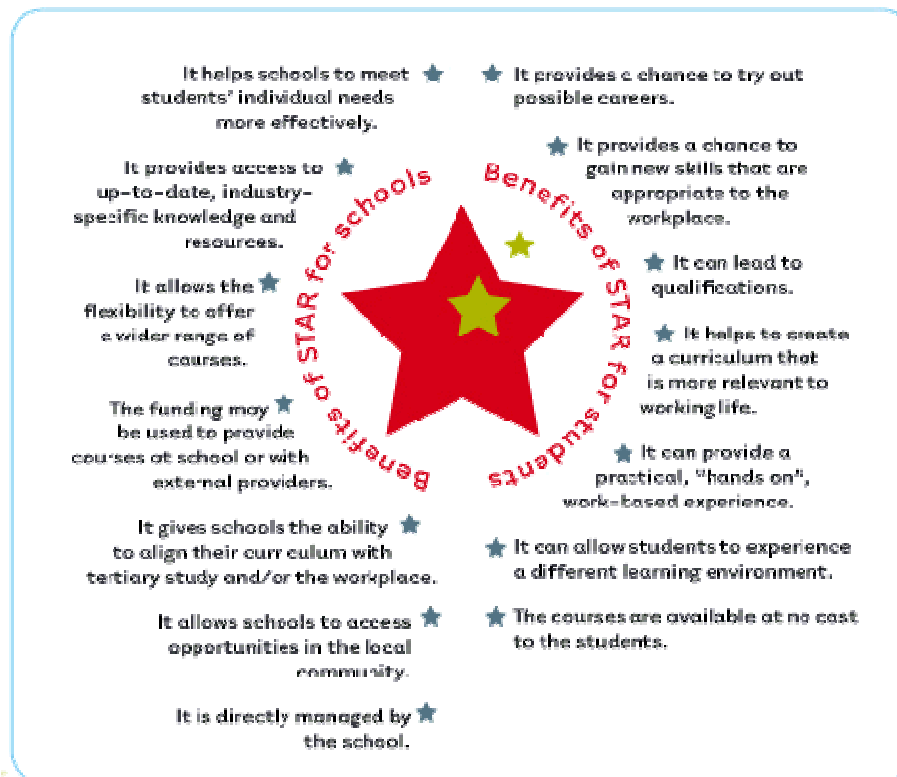 It helps schools to meet
students' individual needs
more effectively.
It provides access to
up-to-date, industry-
specific knowledge and
resources.
It allows the
flexibility to offer
a wider range of
courses.
The funding may
be used to provide
courses at school or with
external providers.
It gives schools the ability
to align their curriculum with
tertiary study and/or the workplace.
It allows schools to access
opportunities in the local
community.
It is directly managed by
the school.
Benefits of STAR for schools
Benefits of STAR for students
It provides a chance to try out
possible careers.
It provides a chance to
gain new skills that are
appropriate to the
workplace.
It can lead to
qualifications.
It helps to create
a curriculum that
is more relevant to
working life.
It can provide a
practical, "hands on",
work-based experience.
It can allow students to experience
a different learning environment.
The courses are available at no cost
to the students.